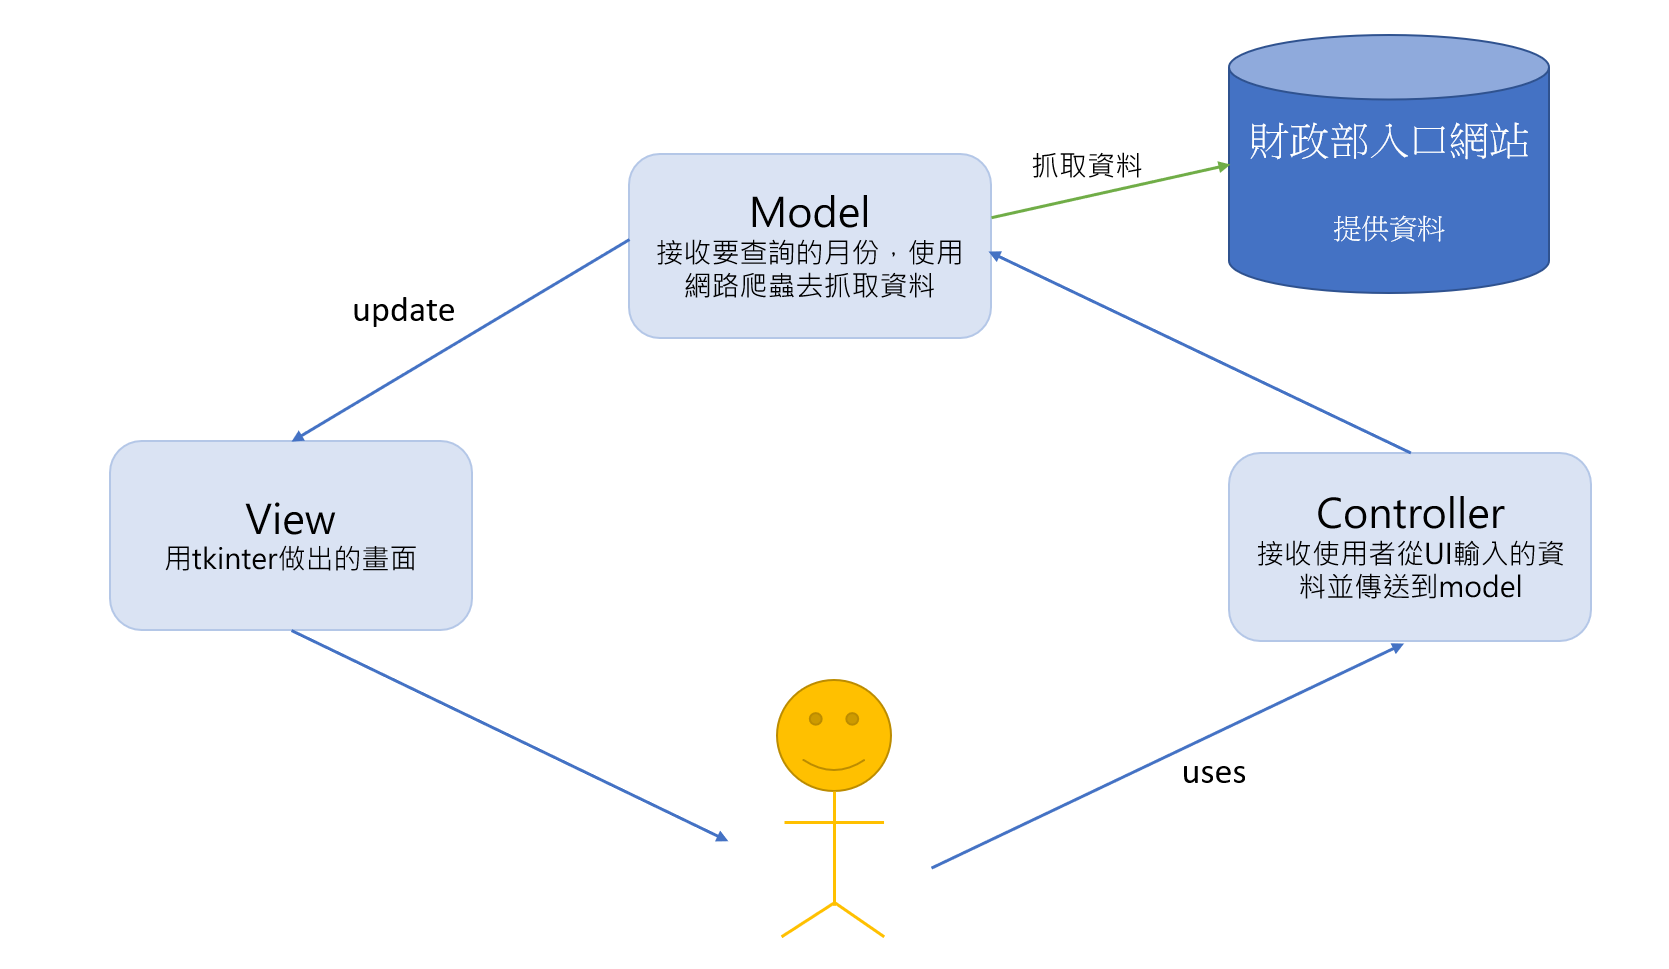 財政部入口網站
提供資料
抓取資料
Model
接收要查詢的月份，使用
網路爬蟲去抓取資料
update
View
用tkinter做出的畫面
Controller
接收使用者從UI輸入的資
料並傳送到model
uses